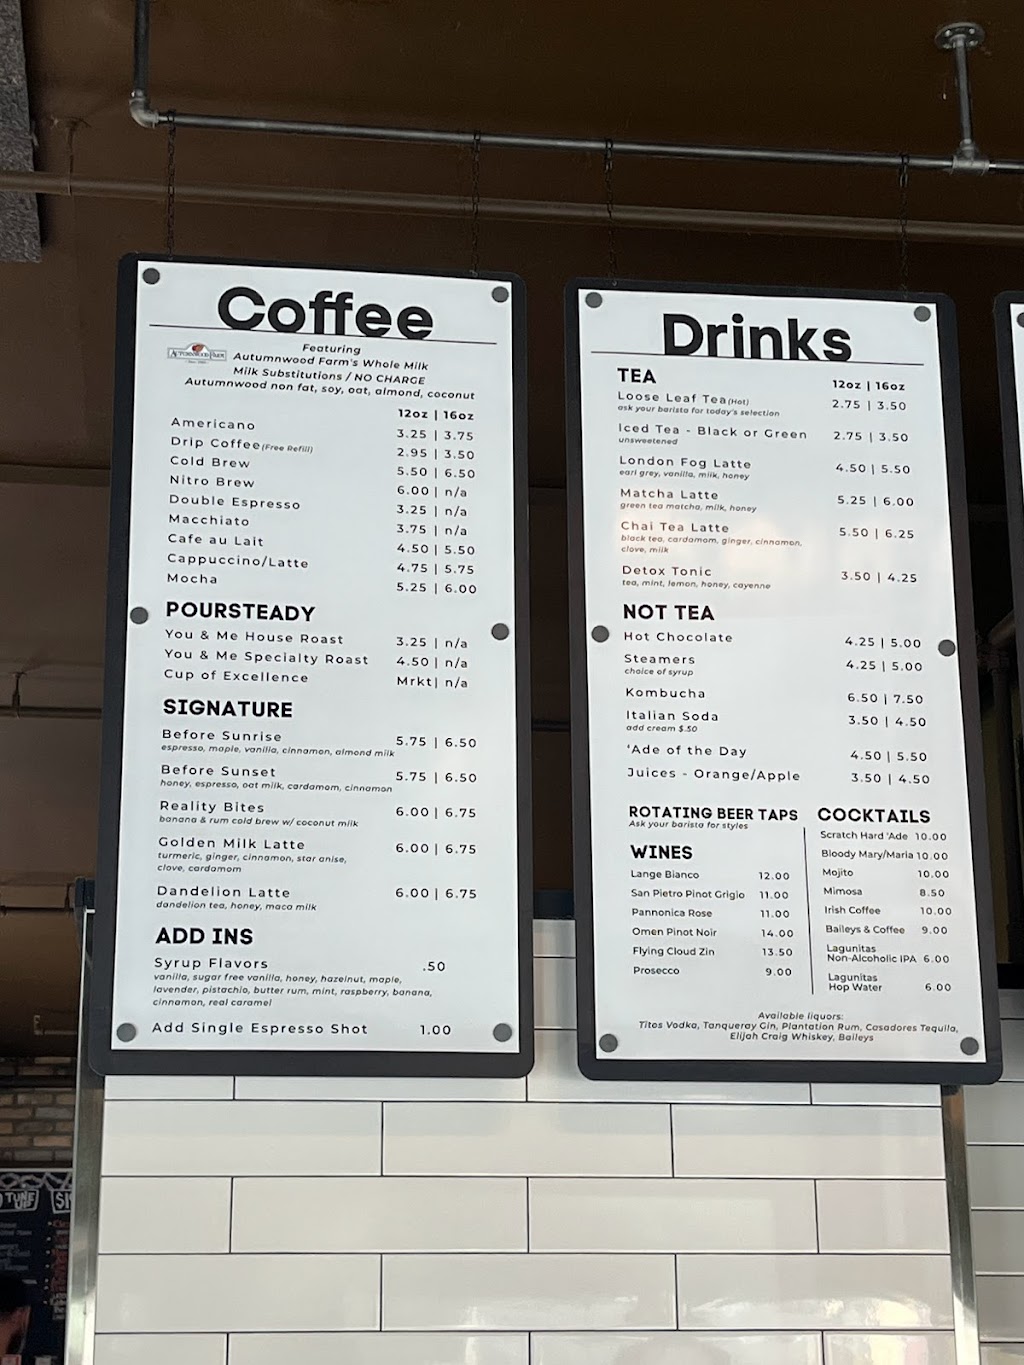 Coffee
Featuring
AUTUMNWOOD FARM
Autumnwood Farm's Whole Milk
Milk Substitutions / NO CHARGE
Autumnwood non fat, soy, oat, almond, coconut
12oz | 16oz
Americano 3.25 | 3.75
Drip Coffee(Free Refill) 2.95 | 3.50
Cold Brew 5.50 | 6.50
Nitro Brew 6.00 | n/a
Double Espresso 3.25 | n/a
Macchiato 3.75 | n/a
Cafe au Lait 4.50 | 5.50
Cappuccino/Latte 4.75 | 5.75
Mocha 5.25 | 6.00
POURSTEADY
You & Me House Roast 3.25 | n/a
You & Me Specialty Roast 4.50 | n/a
Cup of Excellence Mrkt| n/a
SIGNATURE
Before Sunrise 5.75 | 6.50
espresso, maple, vanilla, cinnamon, almond milk
Before Sunset 5.75 | 6.50
honey, espresso, oat milk, cardamom, cinnamon
Reality Bites 6.00 | 6.75
banana & rum cold brew w/ coconut milk
Golden Milk Latte 6.00 | 6.75
turmeric, ginger, cinnamon, star anise,
clove, cardamom
Dandelion Latte 6.00 | 6.75
dandelion tea, honey, maca milk
ADD INS
Syrup Flavors .50
vanilla, sugar free vanilla, honey, hazelnut, maple,
lavender, pistachio, butter rum, mint, raspberry, banana,
cinnamon, real caramel
Add Single Espresso Shot 1.00
Drinks
TEA 12oz | 16oz
Loose Leaf Tea(Hot) 2.75 | 3.50
ask your barista for today's selection
Iced Tea - Black or Green 2.75 | 3.50
unsweetened
London Fog Latte 4.50 | 5.50
earl grey, vanilla, milk, honey
Matcha Latte 5.25 | 6.00
green tea matcha, milk, honey
Chai Tea Latte 5.50 | 6.25
black tea, cardamom, ginger, cinnamon,
clove, milk
Detox Tonic 3.50 | 4.25
tea, mint, lemon, honey, cayenne
NOT TEA
Hot Chocolate 4.25 | 5.00
Steamers 4.25 | 5.00
choice of syrup
Kombucha 6.50 | 7.50
Italian Soda 3.50 | 4.50
add cream $.50
'Ade of the Day 4.50 | 5.50
Juices - Orange/Apple 3.50 | 4.50
ROTATING BEER TAPS
Ask your barista for styles
WINES
Lange Bianco 12.00
San Pietro Pinot Grigio 11.00
Pannonica Rose 11.00
Omen Pinot Noir 14.00
Flying Cloud Zin 13.50
Prosecco 9.00
COCKTAILS
Scratch Hard 'Ade 10.00
Bloody Mary/Maria 10.00
Mojito 10.00
Mimosa 8.50
Irish Coffee 10.00
Baileys & Coffee 9.00
Lagunitas
Non-Alcoholic IPA 6.00
Lagunitas
Hop Water 6.00
Available liquors:
Titos Vodka, Tanqueray Gin, Plantation Rum, Casadores Tequila,
Elijah Craig Whiskey, Baileys
TUNE
UP